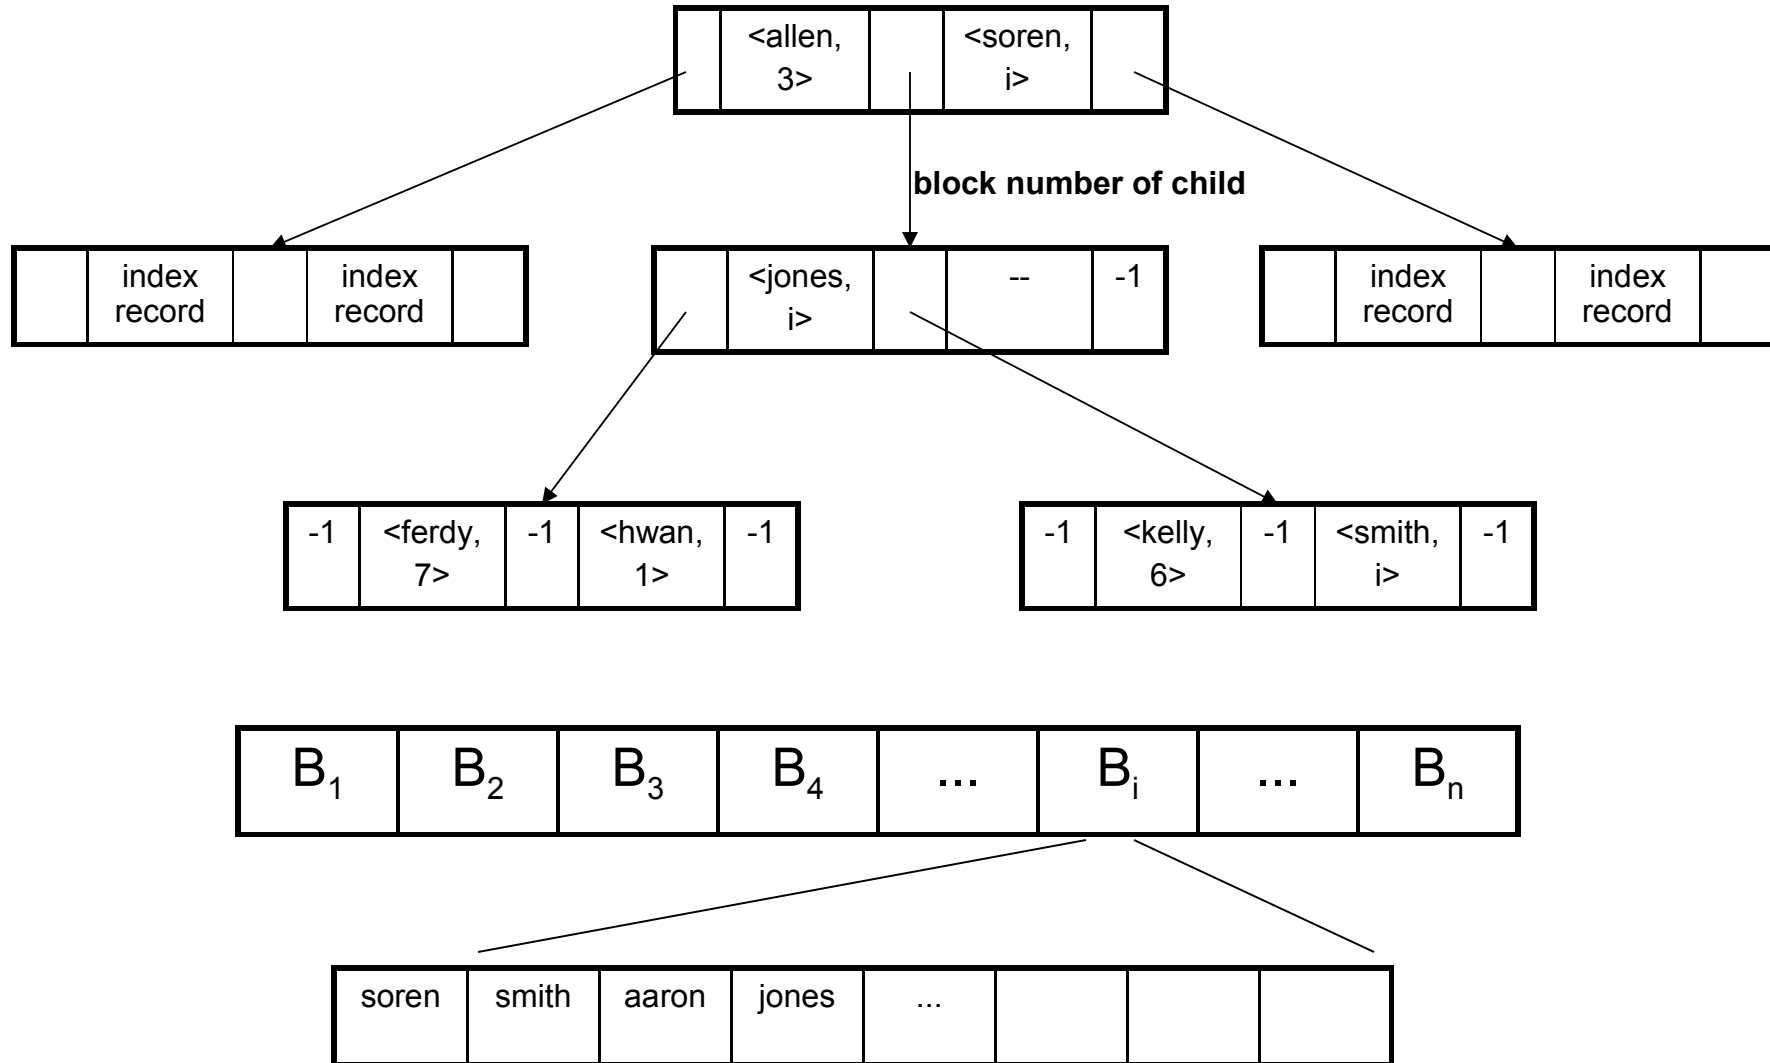 <allen,
3>
<soren,
i>
block number of child
index
record
index
record
<jones,
i>
--
-1
index
record
index
record
-1
<ferdy,
7>
-1
<hwan,
1>
-1
-1
<kelly,
6>
-1
<smith,
i>
-1
B1
B2
B3
B4
...
Bi
...
Bn
soren
smith
aaron
jones
...